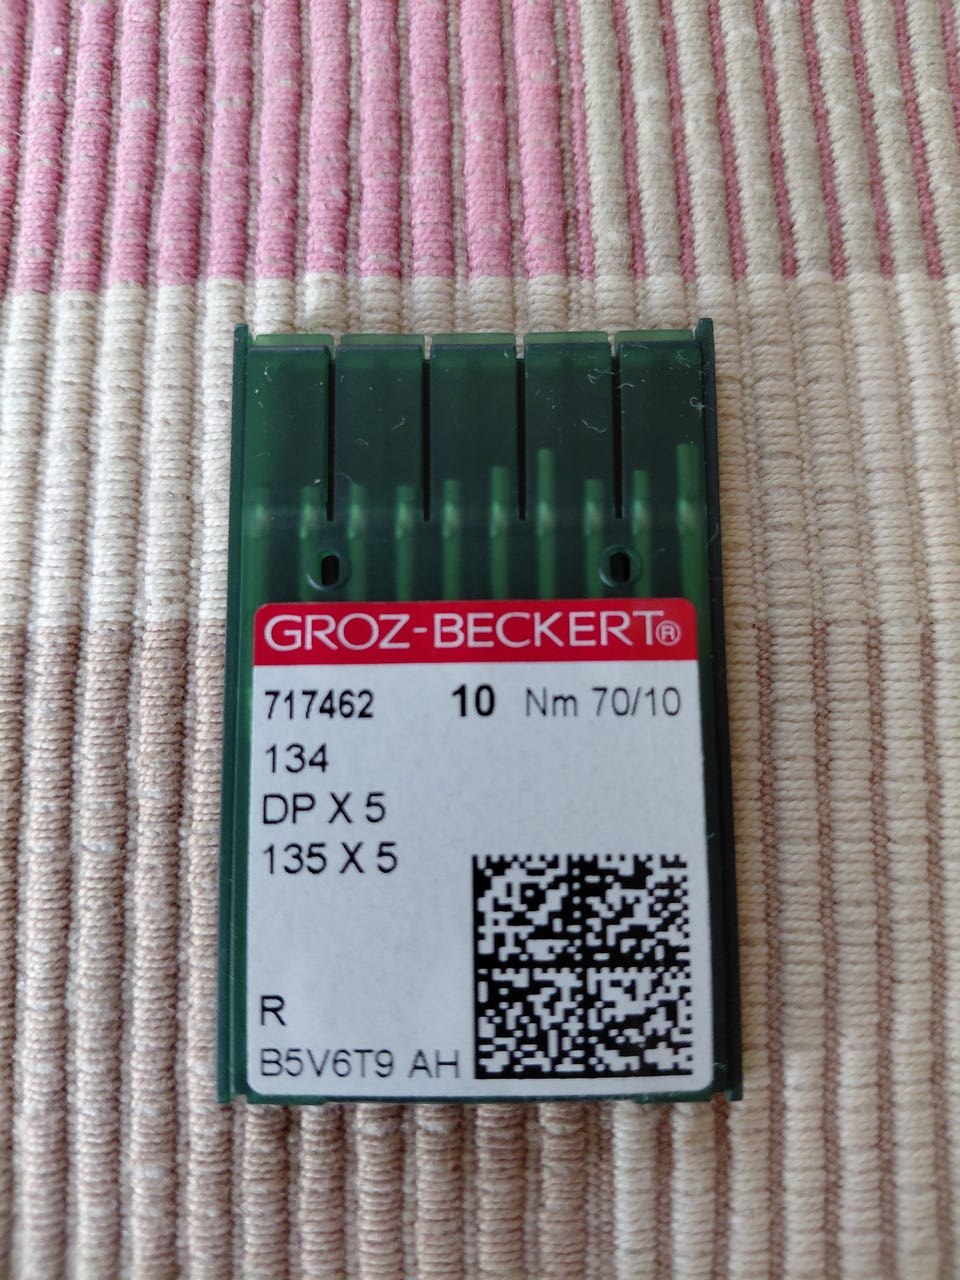 GROZ-BECKERT®
717462 10 Nm 70/10
134
DP X 5
135 X 5
R
B5V6T9 AH